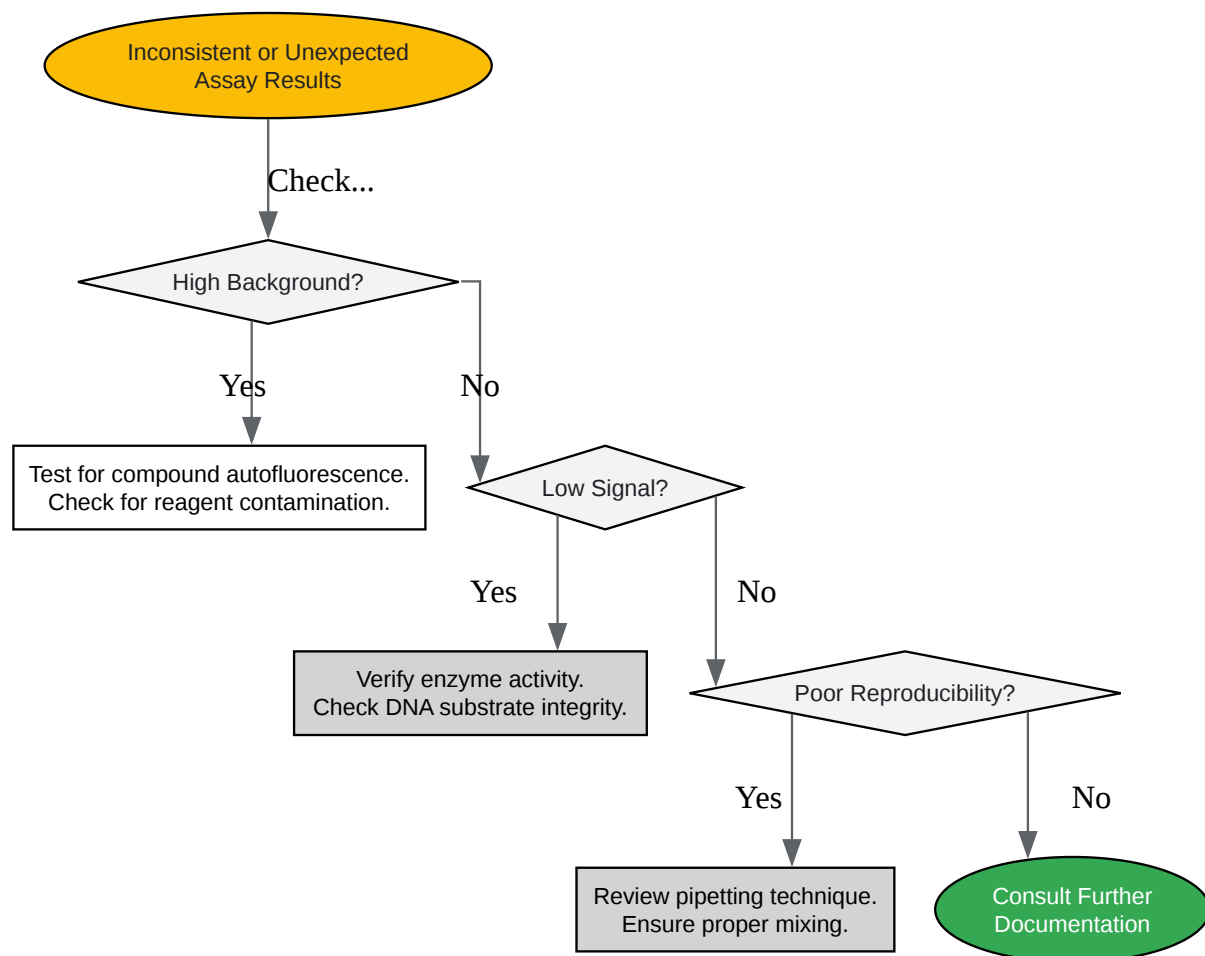 Inconsistent or Unexpected
Assay Results
Check...
High Background?
Yes
No
Test for compound autofluorescence.
Check for reagent contamination.
Low Signal?
Yes
No
Verify enzyme activity.
Check DNA substrate integrity.
Poor Reproducibility?
Yes
No
Review pipetting technique.
Ensure proper mixing.
Consult Further
Documentation